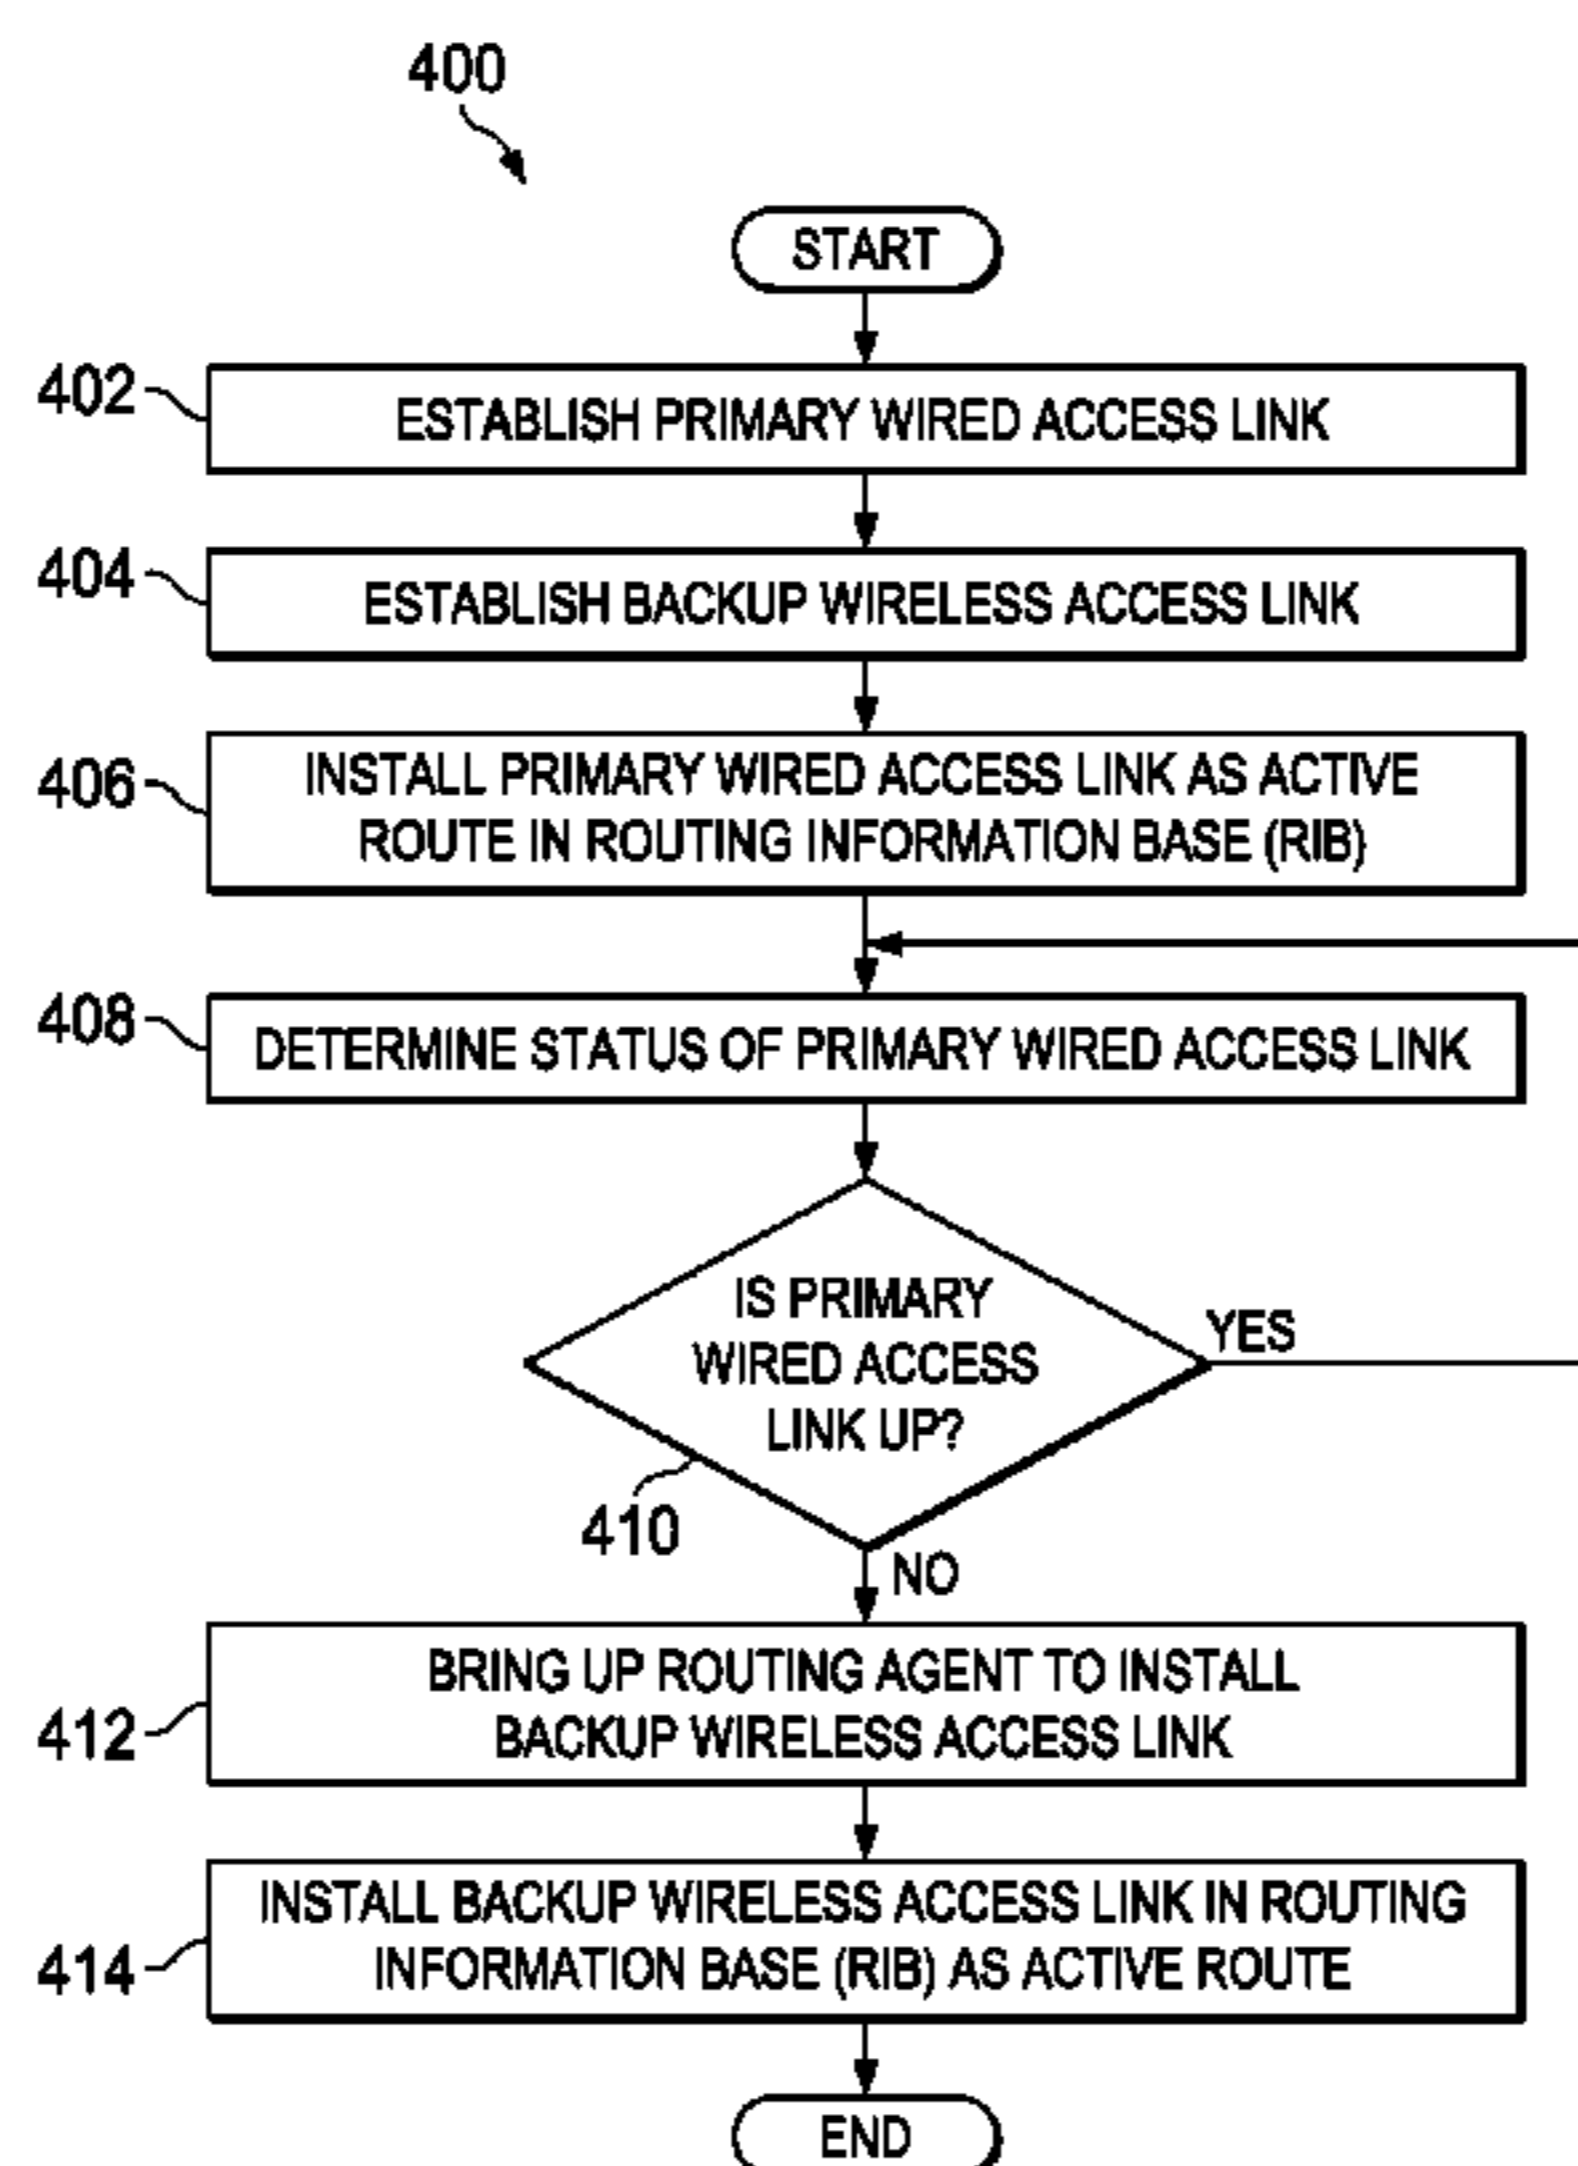 400
START
402
ESTABLISH PRIMARY WIRED ACCESS LINK
404
ESTABLISH BACKUP WIRELESS ACCESS LINK
406
INSTALL PRIMARY WIRED ACCESS LINK AS ACTIVE
ROUTE IN ROUTING INFORMATION BASE (RIB)
408
DETERMINE STATUS OF PRIMARY WIRED ACCESS LINK
IS PRIMARY
WIRED ACCESS
LINK UP?
YES
410
NO
412
BRING UP ROUTING AGENT TO INSTALL
BACKUP WIRELESS ACCESS LINK
414
INSTALL BACKUP WIRELESS ACCESS LINK IN ROUTING
INFORMATION BASE (RIB) AS ACTIVE ROUTE
END